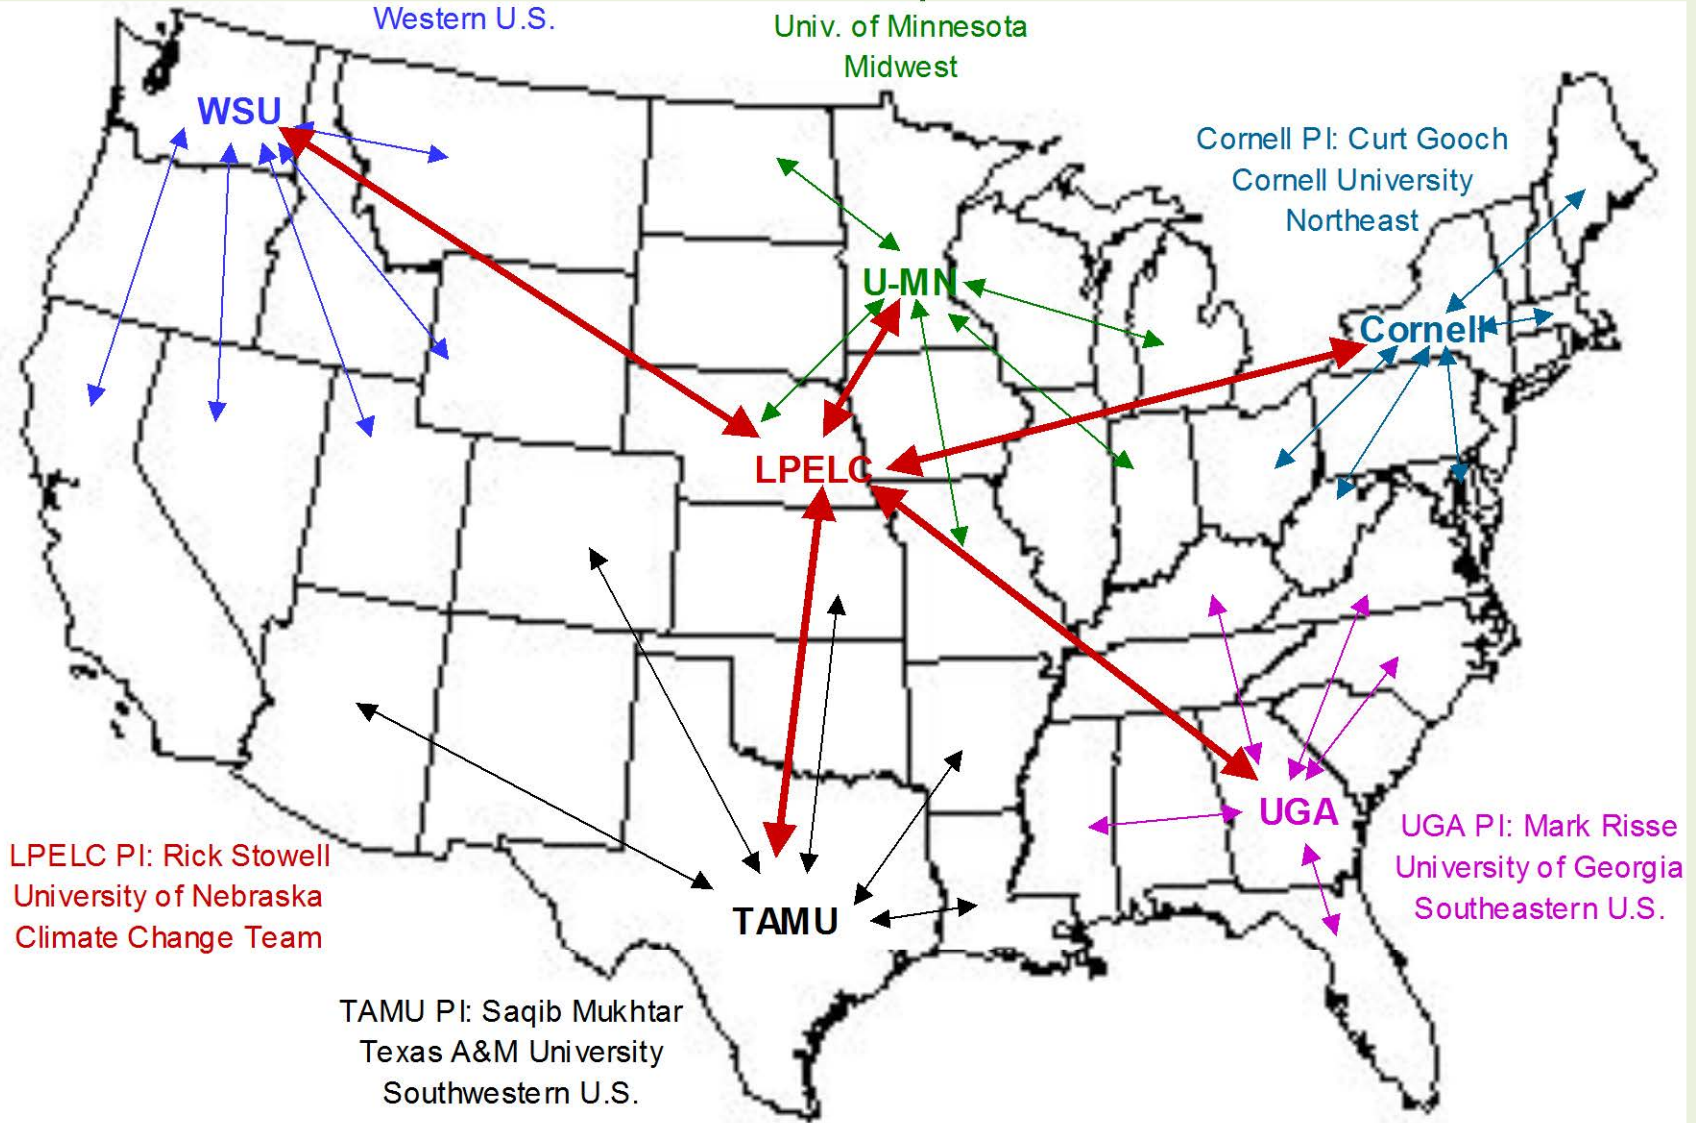 Western U.S.
Univ. of Minnesota
Midwest
WSU
Cornell PI: Curt Gooch
Cornell University
Northeast
U-MN
Cornell
LPELC
UGA
UGA PI: Mark Risse
University of Georgia
Southeastern U.S.
LPELC PI: Rick Stowell
University of Nebraska
Climate Change Team
TAMU
TAMU PI: Saqib Mukhtar
Texas A&M University
Southwestern U.S.